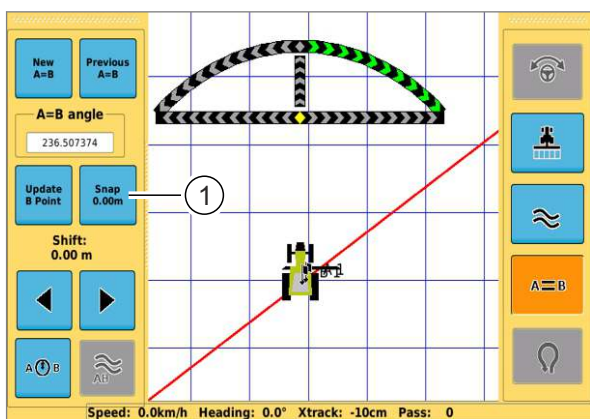 New
A=B
Previous
A=B
A=B angle
236.507374
Update
B Point
Snap
0.00m
1
Shift:
0.00 m
A B
AH
A=B
Speed: 0.0km/h Heading: 0.0° Xtrack: -10cm Pass: 0